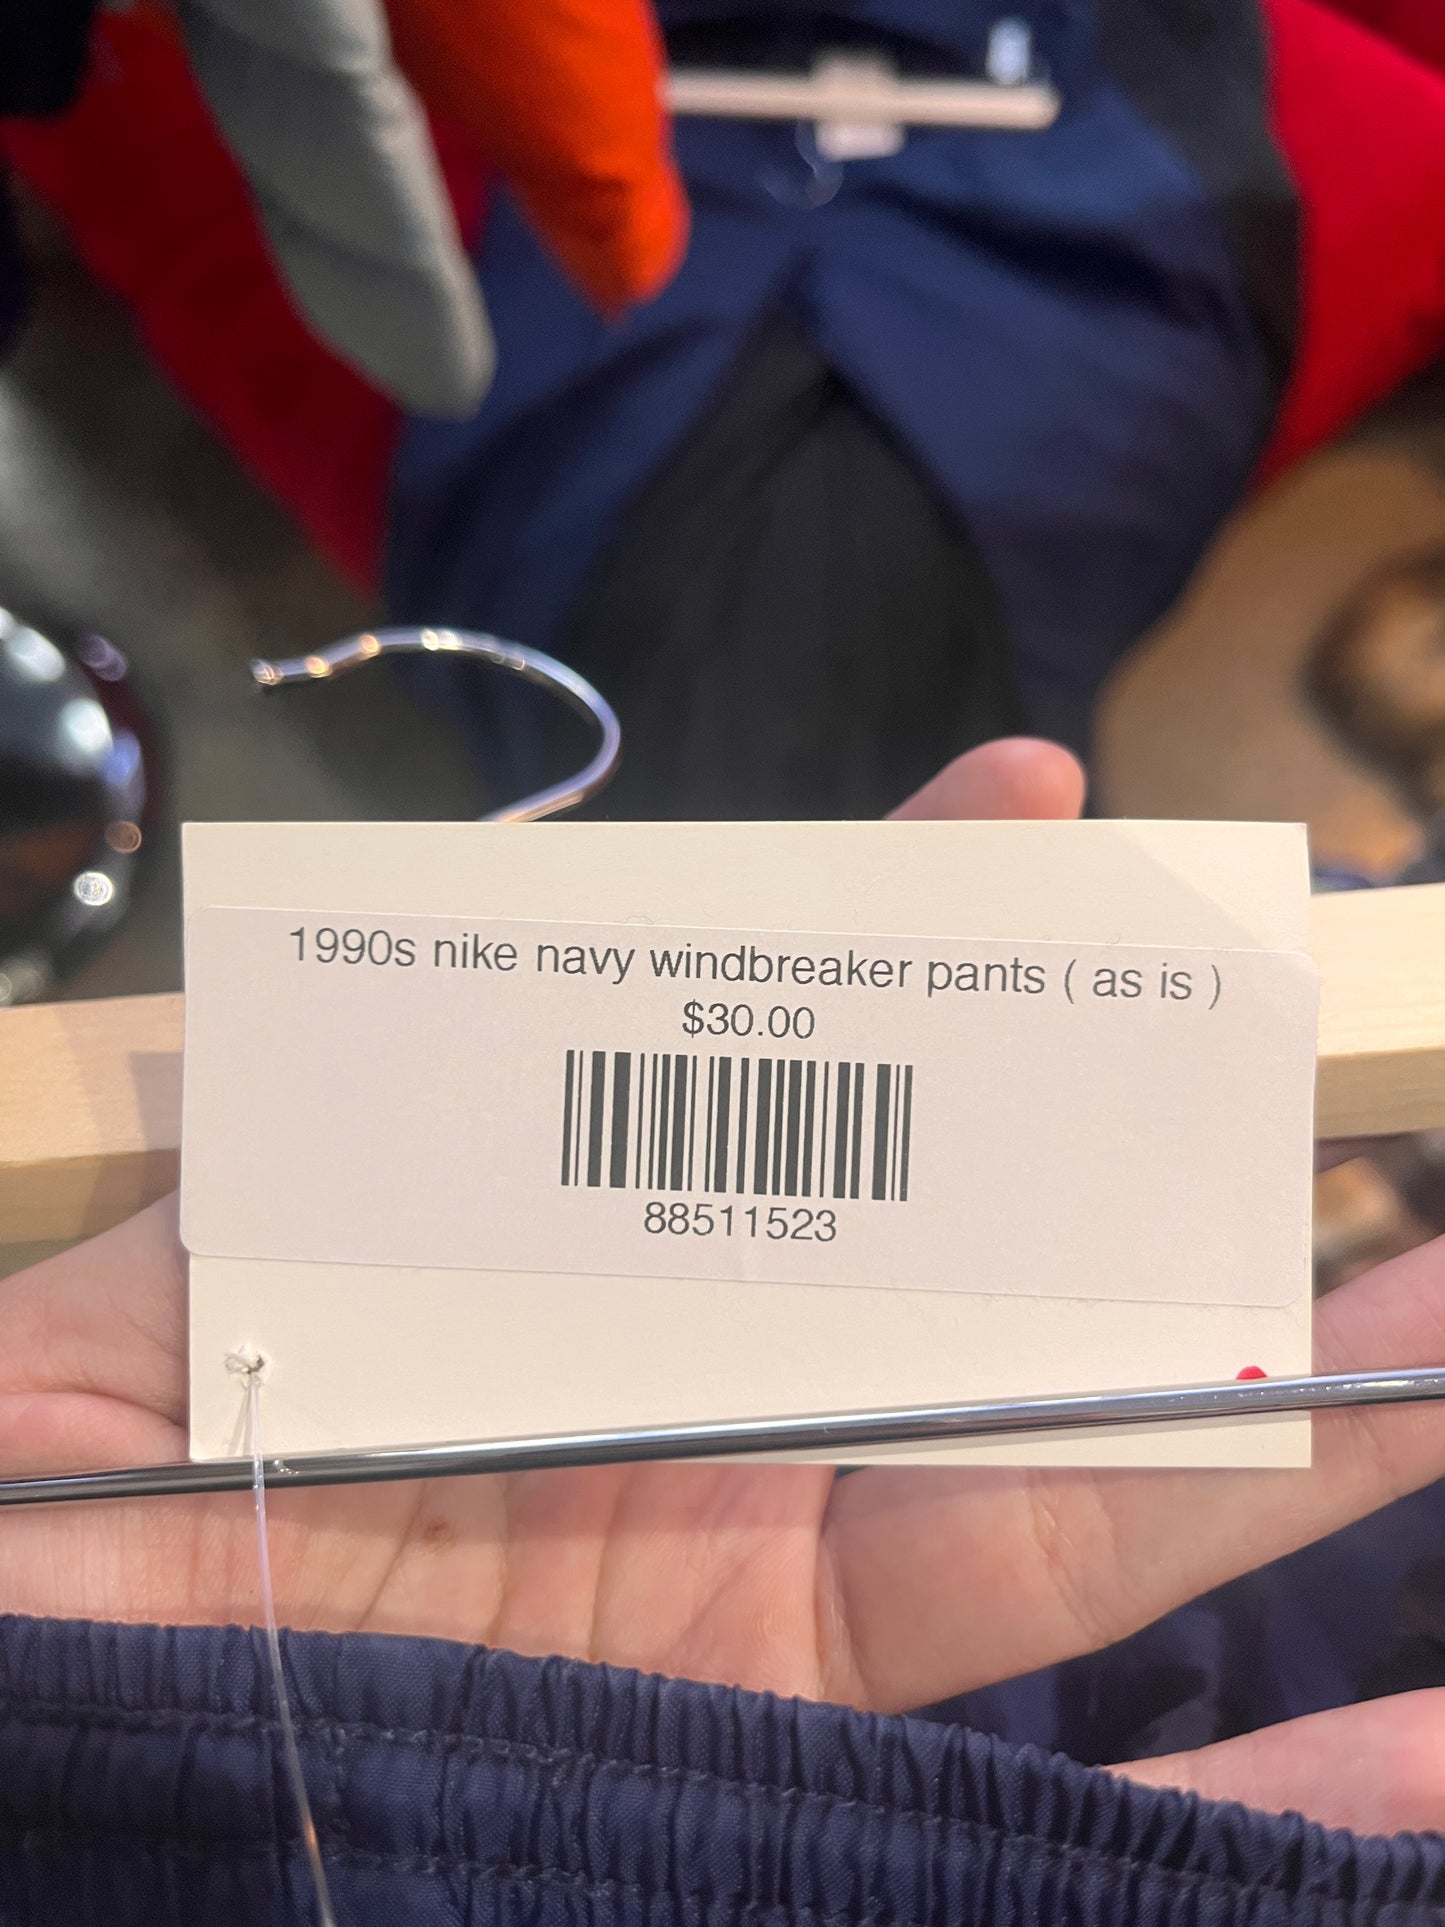 1990s nike navy windbreaker pants ( as is )
$30.00
88511523